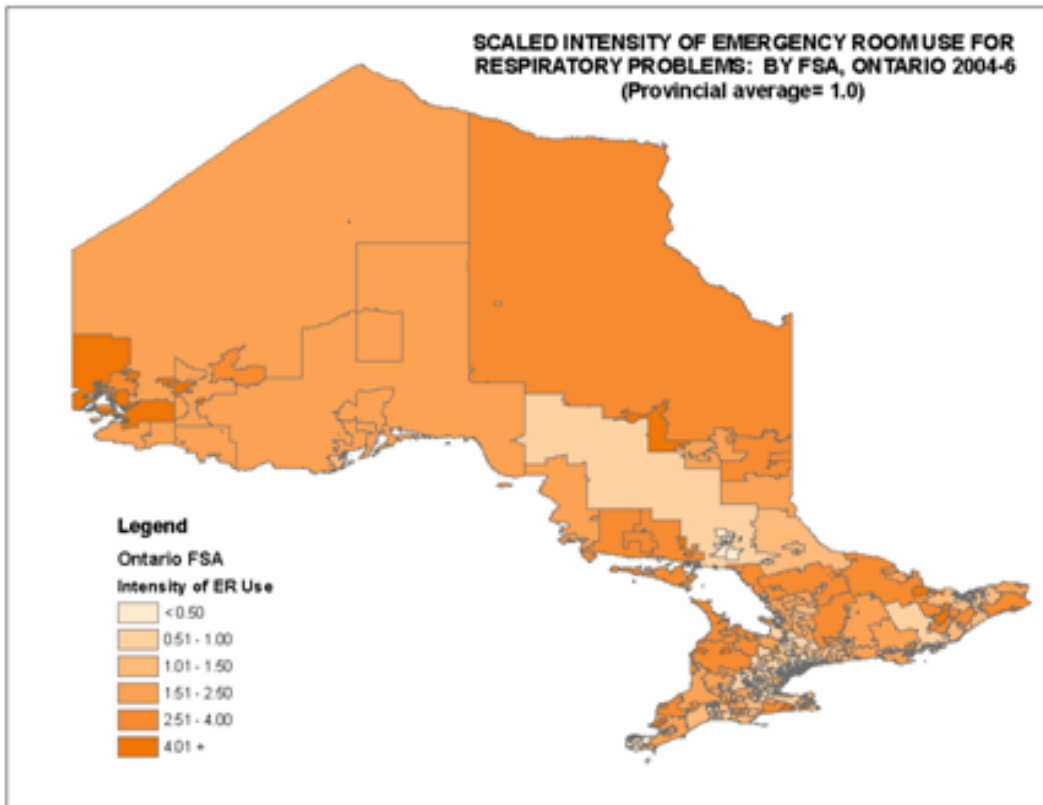 SCALED INTENSITY OF EMERGENCY ROOM USE FOR
RESPIRATORY PROBLEMS: BY FSA, ONTARIO 2004-6
(Provincial average= 1.0)
Legend
Ontario FSA
Intensity of ER Use
< 0.50
0.51 - 1.00
1.01 - 1.50
1.51 - 2.50
2.51 - 4.00
4.01 +